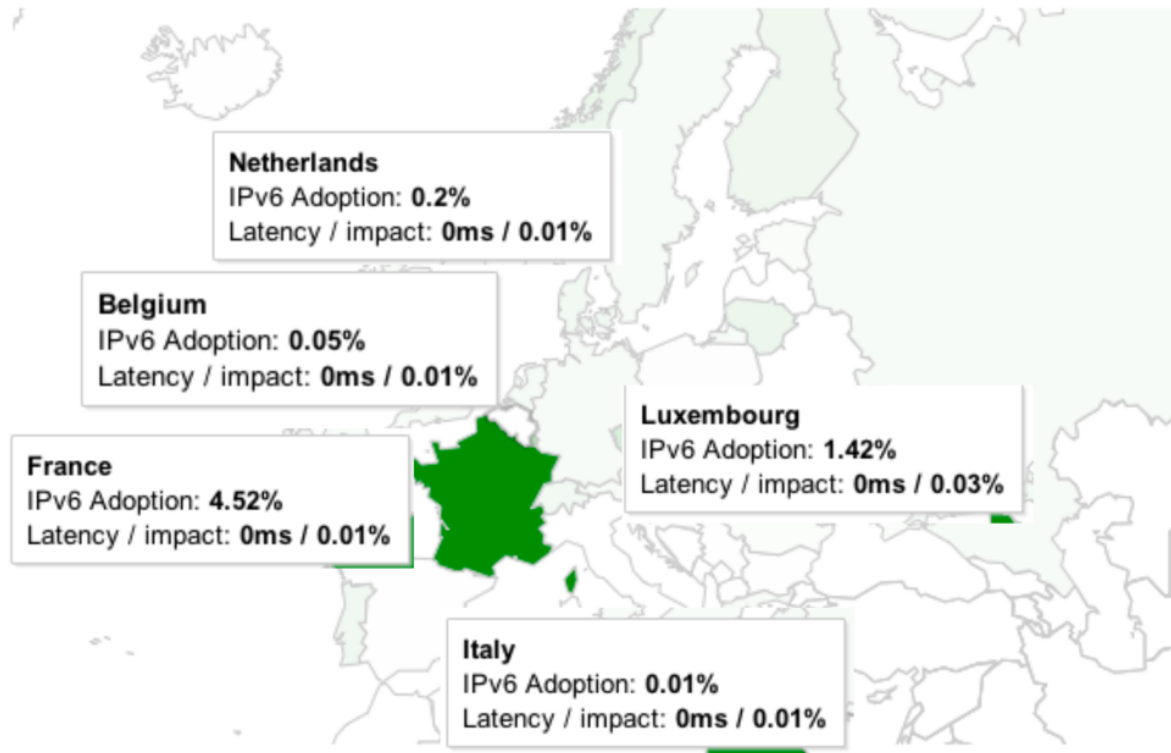 Netherlands
IPv6 Adoption: 0.2%
Latency / impact: 0ms / 0.01%
Belgium
IPv6 Adoption: 0.05%
Latency / impact: 0ms / 0.01%
Luxembourg
IPv6 Adoption: 1.42%
Latency / impact: 0ms / 0.03%
France
IPv6 Adoption: 4.52%
Latency / impact: 0ms / 0.01%
Italy
IPv6 Adoption: 0.01%
Latency / impact: 0ms / 0.01%